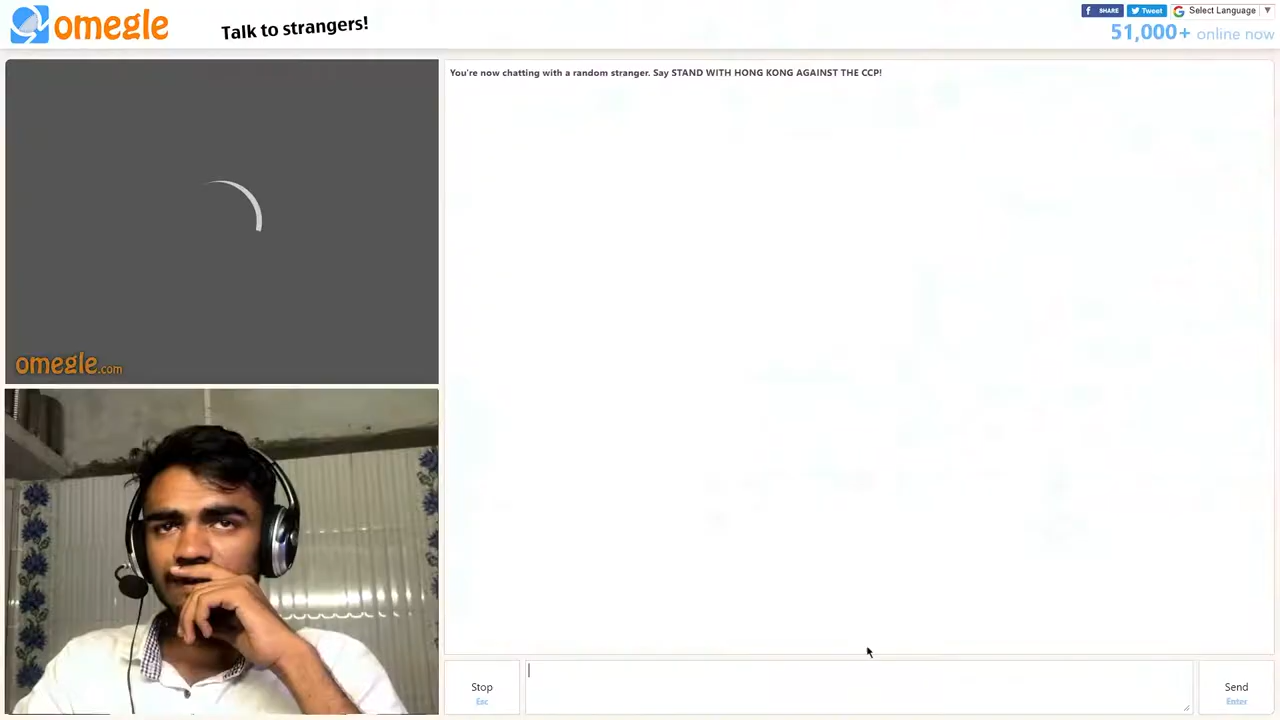 omegle
Talk to strangers!
f SHARE
Tweet
G Select Language ▼
51,000+ online now
You're now chatting with a random stranger. Say STAND WITH HONG KONG AGAINST THE CCP!
omegle.com
Stop
Esc
Send
Enter